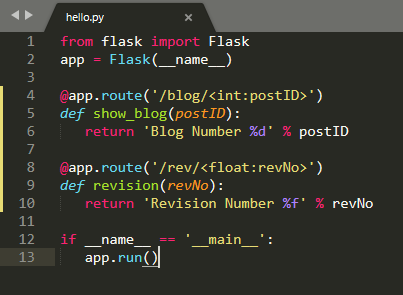 hello.py
1 from flask import Flask
2 app = Flask(__name__)
3
4 @app.route('/blog/<int:postID>')
5 def show_blog(postID):
6    return 'Blog Number %d' % postID
7
8 @app.route('/rev/<float:revNo>')
9 def revision(revNo):
10    return 'Revision Number %f' % revNo
11
12 if __name__ == '__main__':
13    app.run()